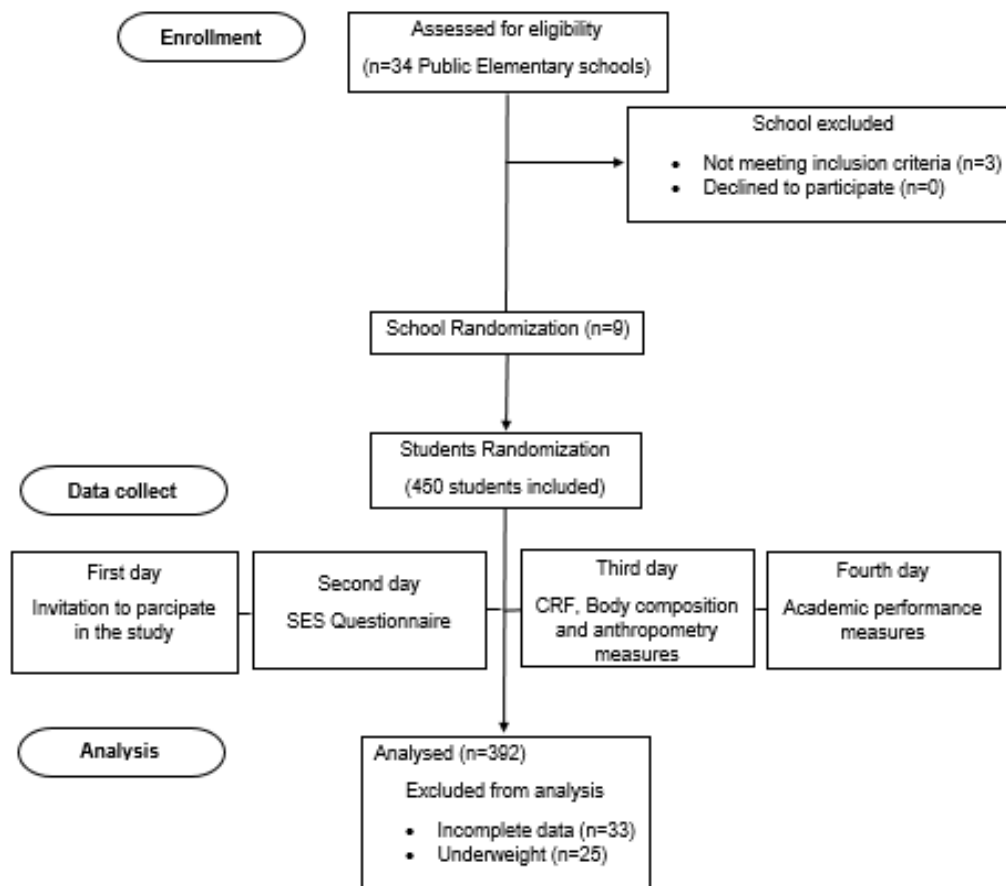 Enrollment
Assessed for eligibility
(n=34 Public Elementary schools)
School excluded
• Not meeting inclusion criteria (n=3)
• Declined to participate (n=0)
School Randomization (n=9)
Students Randomization
(450 students included)
Data collect
First day
Invitation to parcipate
in the study
Second day
SES Questionnaire
Third day
CRF, Body composition
and anthropometry
measures
Fourth day
Academic performance
measures
Analysis
Analysed (n=392)
Excluded from analysis
• Incomplete data (n=33)
• Underweight (n=25)